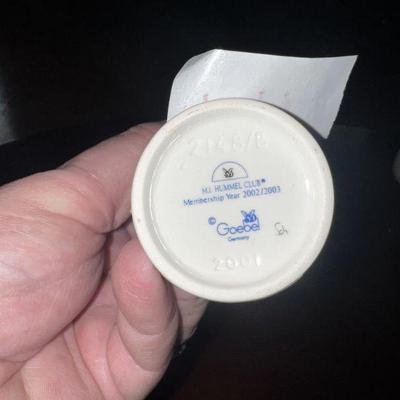 2148/B
M.I. HUMMEL CLUB®
Membership Year 2002/2003
© Goebel
Germany
2001